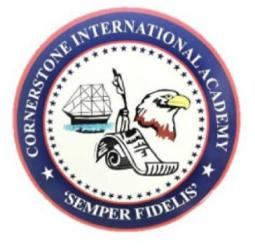 CORNERSTONE INTERNATIONAL ACADEMY
'SEMPER FIDELIS'